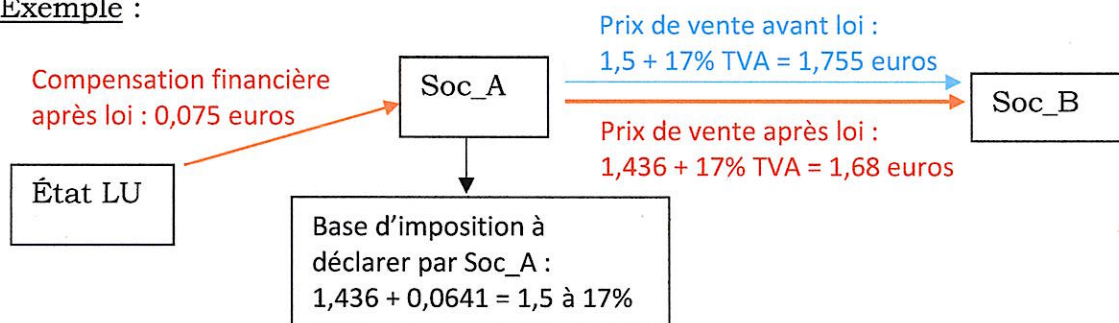 Exemple :
Prix de vente avant loi :
1,5 + 17% TVA = 1,755 euros
Compensation financière
après loi : 0,075 euros
Soc_A
Soc_B
Prix de vente après loi :
1,436 + 17% TVA = 1,68 euros
État LU
Base d'imposition à
déclarer par Soc_A :
1,436 + 0,0641 = 1,5 à 17%